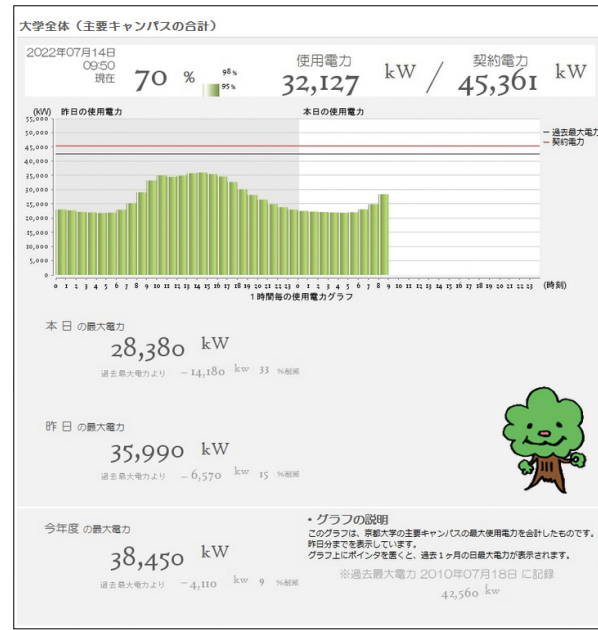 大学全体（主要キャンパスの合計）
2022年07月14日
09:50
現在
70 %
98%
95%
使用電力
32,127 kW
/
契約電力
45,361 kW
(kW) 昨日の使用電力 本日の使用電力
55,000
50,000
45,000
40,000
35,000
30,000
25,000
20,000
15,000
10,000
5,000
0
過去最大電力
契約電力
0 1 2 3 4 5 6 7 8 9 10 11 12 13 14 15 16 17 18 19 20 21 22 23 0 1 2 3 4 5 6 7 8 9 10 11 12 13 14 15 16 17 18 19 20 21 22 23 (時刻)
1時間毎の使用電力グラフ
本日の最大電力
28,380 kW
過去最大電力より －14,180 kw 33 %削減
昨日の最大電力
35,990 kW
過去最大電力より －6,570 kw 15 %削減
今年度の最大電力
38,450 kW
過去最大電力より －4,110 kw 9 %削減
・グラフの説明
このグラフは、京都大学の主要キャンパスの最大使用電力を合計したものです。
昨日分までを表示しています。
グラフ上にポインタを置くと、過去1ヶ月の日最大電力が表示されます。
※過去最大電力 2010年07月18日 に記録
42,560 kw